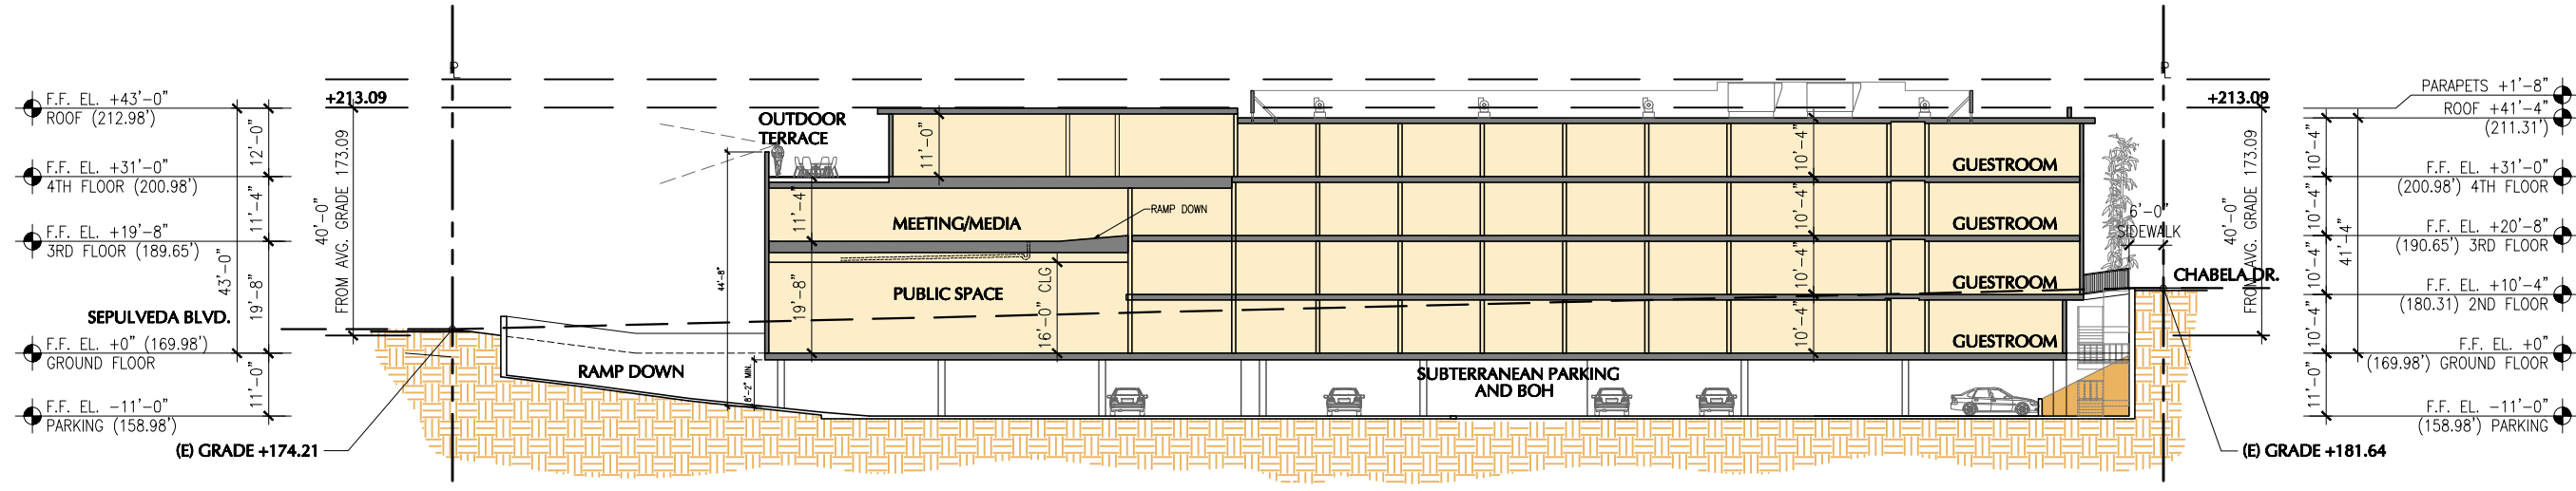 F.F. EL. +43'-0"
ROOF (212.98')
F.F. EL. +31'-0"
4TH FLOOR (200.98')
F.F. EL. +19'-8"
3RD FLOOR (189.65')
SEPULVEDA BLVD.
F.F. EL. +0" (169.98')
GROUND FLOOR
F.F. EL. -11'-0"
PARKING (158.98')
(E) GRADE +174.21
12'-0"
11'-4"
19'-8"
11'-0"
43'-0"
40'-0"
FROM AVG. GRADE 173.09
+213.09
PL
OUTDOOR
TERRACE
44'-8"
11'-0"
11'-4"
19'-8"
16'-0" CLG
8'-2" MIN.
MEETING/MEDIA
RAMP DOWN
PUBLIC SPACE
RAMP DOWN
10'-4"
10'-4"
10'-4"
10'-4"
GUESTROOM
GUESTROOM
GUESTROOM
GUESTROOM
SUBTERRANEAN PARKING
AND BOH
PL
+213.09
6'-0"
SIDEWALK
CHABELA DR.
40'-0"
FROM AVG. GRADE 173.09
(E) GRADE +181.64
10'-4"
10'-4"
10'-4"
10'-4"
11'-0"
41'-4"
PARAPETS +1'-8"
ROOF +41'-4"
(211.31')
F.F. EL. +31'-0"
(200.98') 4TH FLOOR
F.F. EL. +20'-8"
(190.65') 3RD FLOOR
F.F. EL. +10'-4"
(180.31) 2ND FLOOR
F.F. EL. +0"
(169.98') GROUND FLOOR
F.F. EL. -11'-0"
(158.98') PARKING